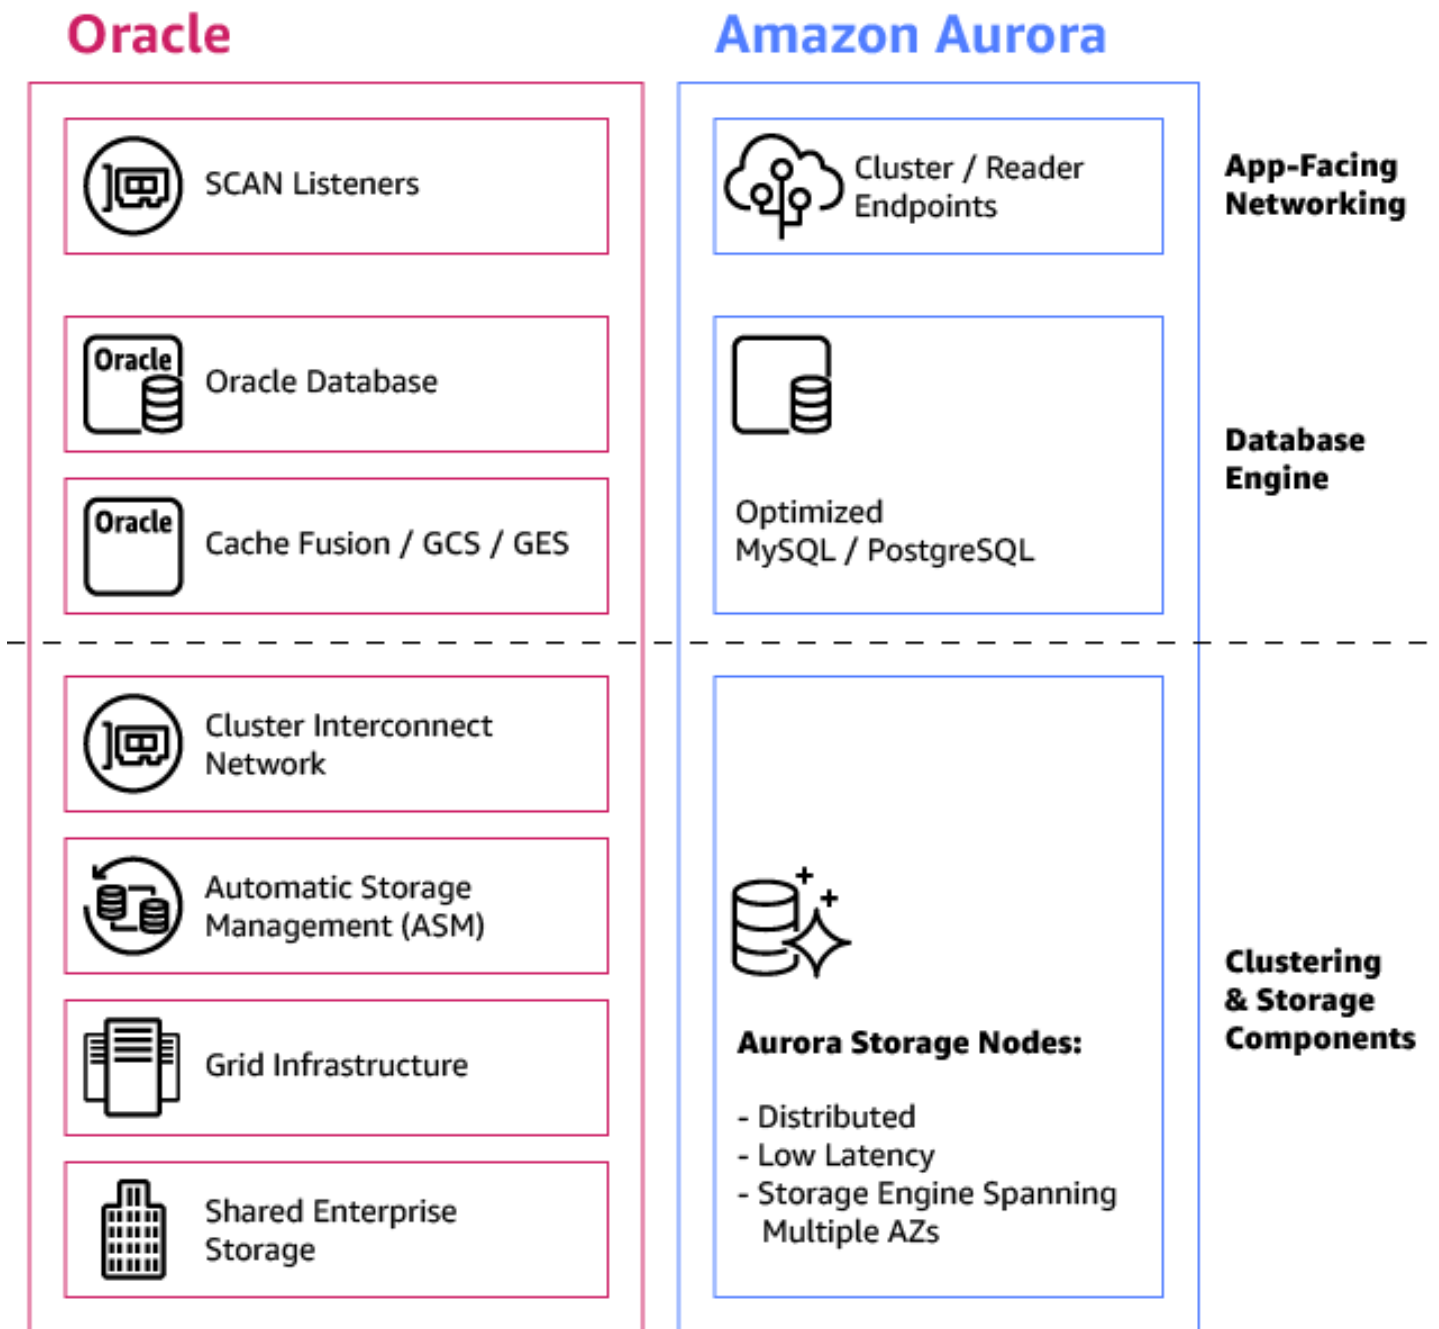 Oracle
Amazon Aurora
SCAN Listeners
Cluster / Reader
Endpoints
App-Facing
Networking
Oracle
Oracle Database
Oracle
Cache Fusion / GCS / GES
Optimized
MySQL / PostgreSQL
Database
Engine
Cluster Interconnect
Network
Automatic Storage
Management (ASM)
Grid Infrastructure
Shared Enterprise
Storage
Aurora Storage Nodes:
- Distributed
- Low Latency
- Storage Engine Spanning
Multiple AZs
Clustering
& Storage
Components